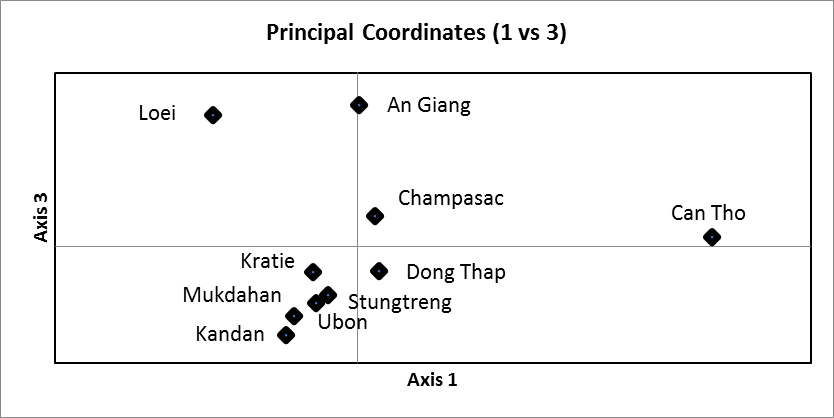 Principal Coordinates (1 vs 3)
Loei
An Giang
Champasac
Can Tho
Axis 3
Kratie
Dong Thap
Mukdahan
Stungtreng
Ubon
Kandan
Axis 1